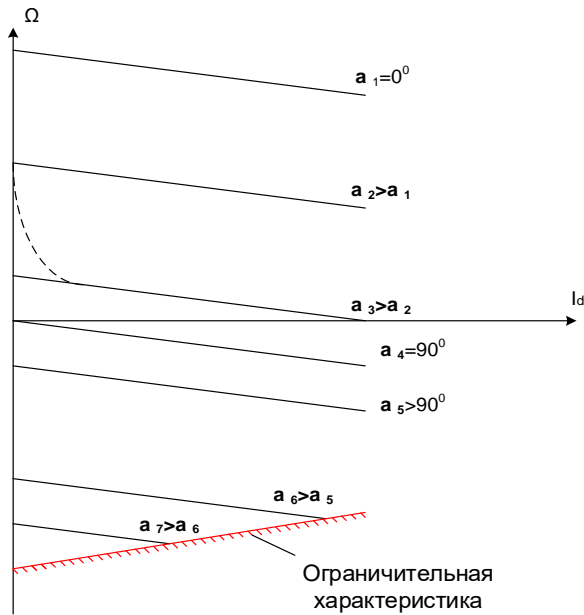 Ω
a 1=0⁰
a 2>a 1
a 3>a 2
Id
a 4=90⁰
a 5>90⁰
a 6>a 5
a 7>a 6
Ограничительная
характеристика